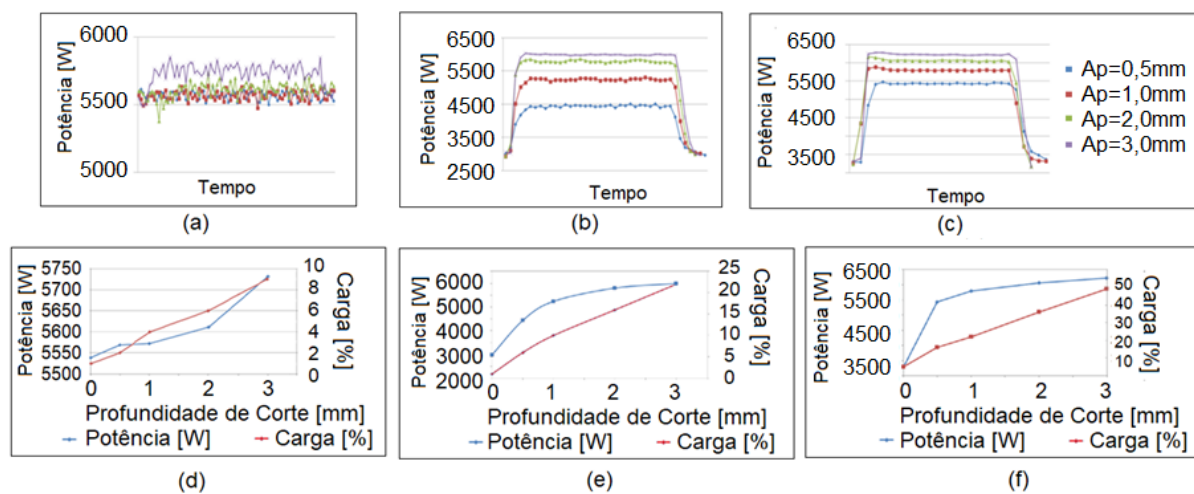 Potência [W]
6000
5500
5000
Tempo
(a)
Potência [W]
6500
5500
4500
3500
2500
Tempo
(b)
Potência [W]
6500
5500
4500
3500
Tempo
(c)
Ap=0,5mm
Ap=1,0mm
Ap=2,0mm
Ap=3,0mm
Potência [W]
5750
5700
5650
5600
5550
5500
10
8
6
4
2
0
Carga [%]
0 1 2 3
Profundidade de Corte [mm]
Potência [W] Carga [%]
(d)
Potência [W]
6000
5000
4000
3000
2000
25
20
15
10
5
0
Carga [%]
0 1 2 3
Profundidade de Corte [mm]
Potência [W] Carga [%]
(e)
Potência [W]
6500
5500
4500
3500
50
40
30
20
10
Carga [%]
0 1 2 3
Profundidade de Corte [mm]
Potência [W] Carga [%]
(f)